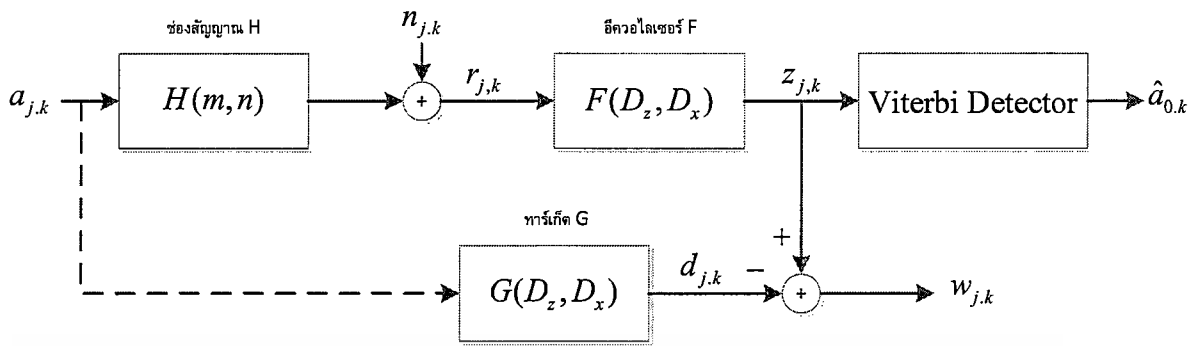 ช่องสัญญาณ H
n_{j.k}
อีควอไลเซอร์ F
a_{j.k}
H(m,n)
+
r_{j,k}
F(D_z, D_x)
z_{j,k}
Viterbi Detector
â_{0.k}
ทาร์เก็ต G
+
G(D_z, D_x)
d_{j.k}
−
+
w_{j.k}